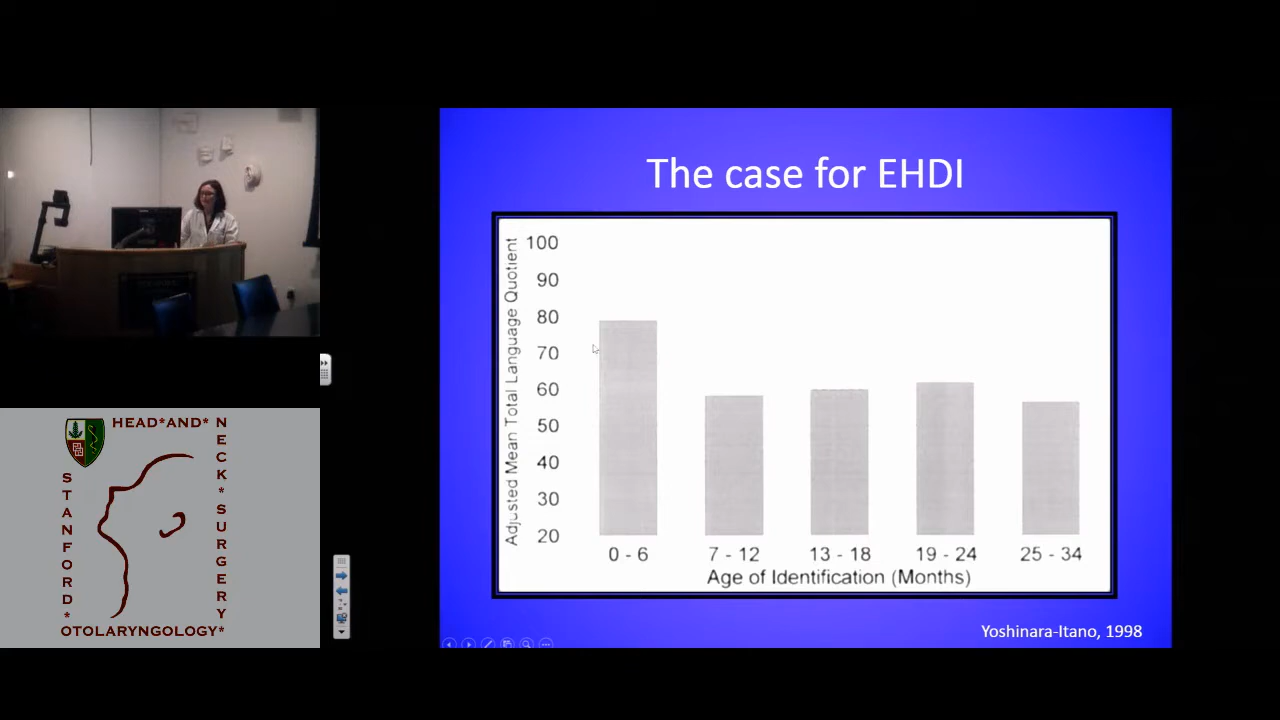 The case for EHDI
Adjusted Mean Total Language Quotient
100
90
80
70
60
50
40
30
20
0 - 6
7 - 12
13 - 18
19 - 24
25 - 34
Age of Identification (Months)
Yoshinara-Itano, 1998
HEAD*AND*
NECK*SURGERY*
STANFORD*
OTOLARYNGOLOGY*